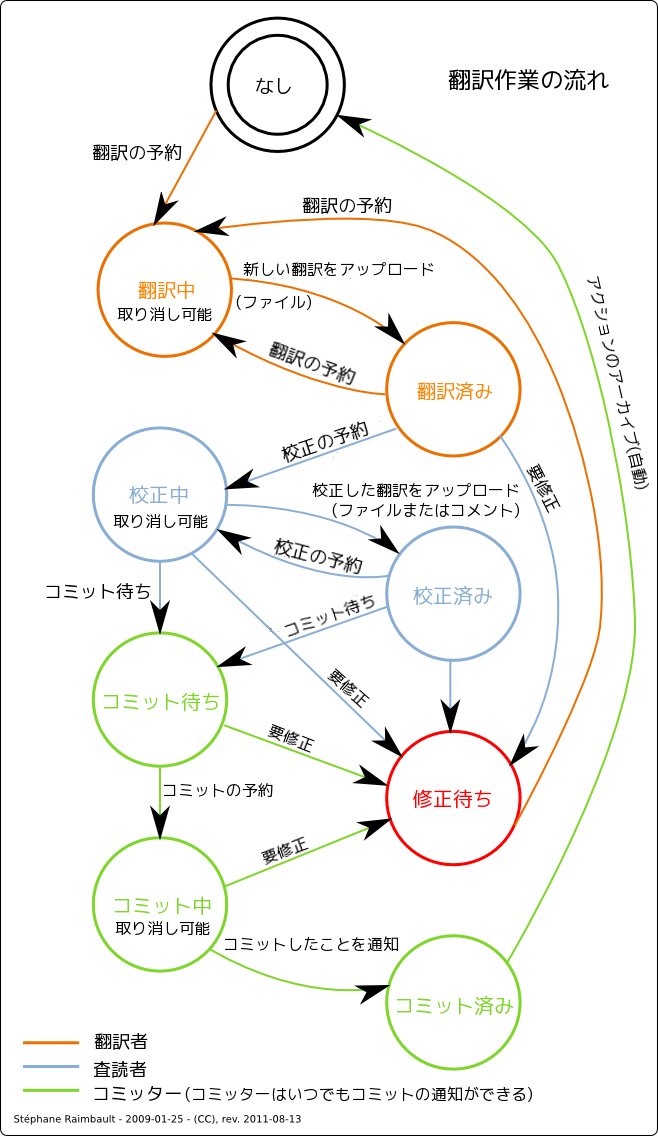 なし
翻訳作業の流れ
翻訳の予約
翻訳の予約
新しい翻訳をアップロード
(ファイル)
翻訳中
取り消し可能
翻訳の予約
翻訳済み
アクションのアーカイブ(自動)
校正の予約
要修正
校正中
取り消し可能
校正した翻訳をアップロード
(ファイルまたはコメント)
校正の予約
校正済み
コミット待ち
コミット待ち
要修正
コミット待ち
要修正
修正待ち
コミットの予約
要修正
コミット中
取り消し可能
コミットしたことを通知
コミット済み
翻訳者
査読者
コミッター(コミッターはいつでもコミットの通知ができる)
Stéphane Raimbault - 2009-01-25 - (CC), rev. 2011-08-13